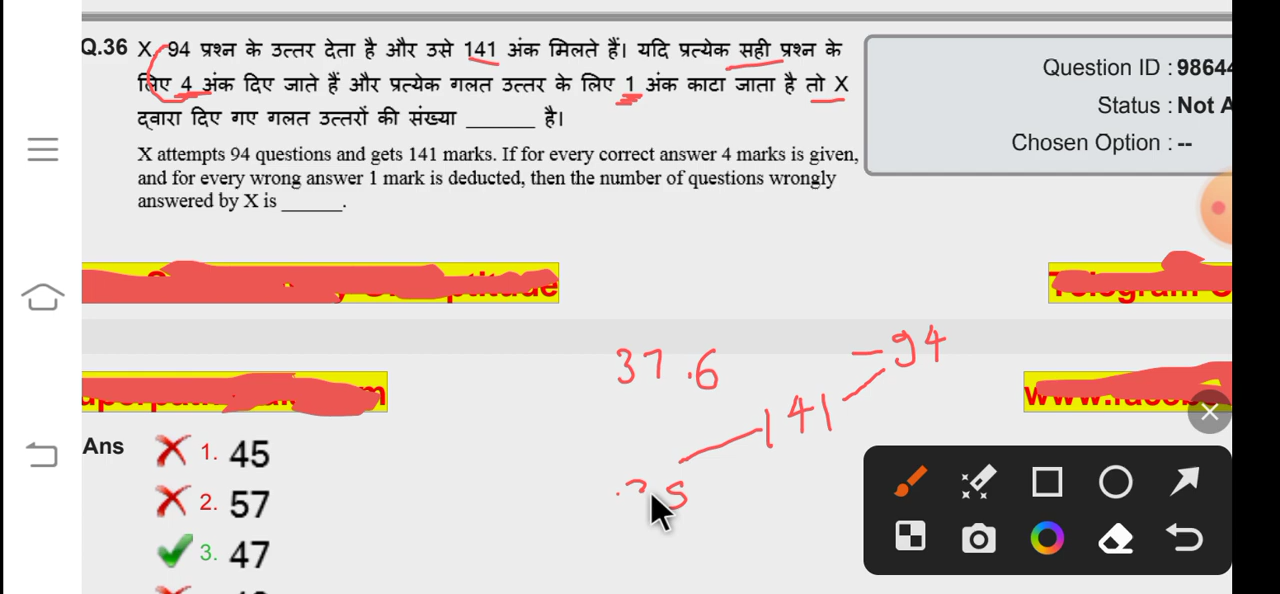 Q.36 X, 94 प्रश्न के उत्तर देता है और उसे 141 अंक मिलते हैं। यदि प्रत्येक सही प्रश्न के
लिए 4 अंक दिए जाते हैं और प्रत्येक गलत उत्तर के लिए 1 अंक काटा जाता है तो X
द्वारा दिए गए गलत उत्तरों की संख्या ______ है।
X attempts 94 questions and gets 141 marks. If for every correct answer 4 marks is given,
and for every wrong answer 1 mark is deducted, then the number of questions wrongly
answered by X is ______.
Question ID : 98644
Status : Not A
Chosen Option : --
37.6
- 94
141
Ans
1. 45
2. 57
3. 47